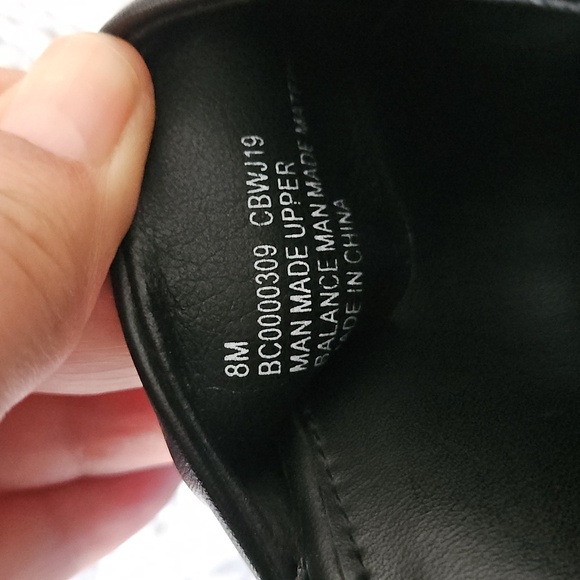 8M
BC0000309 CBWJ19
MAN MADE UPPER
BALANCE MAN MADE
MADE IN CHINA